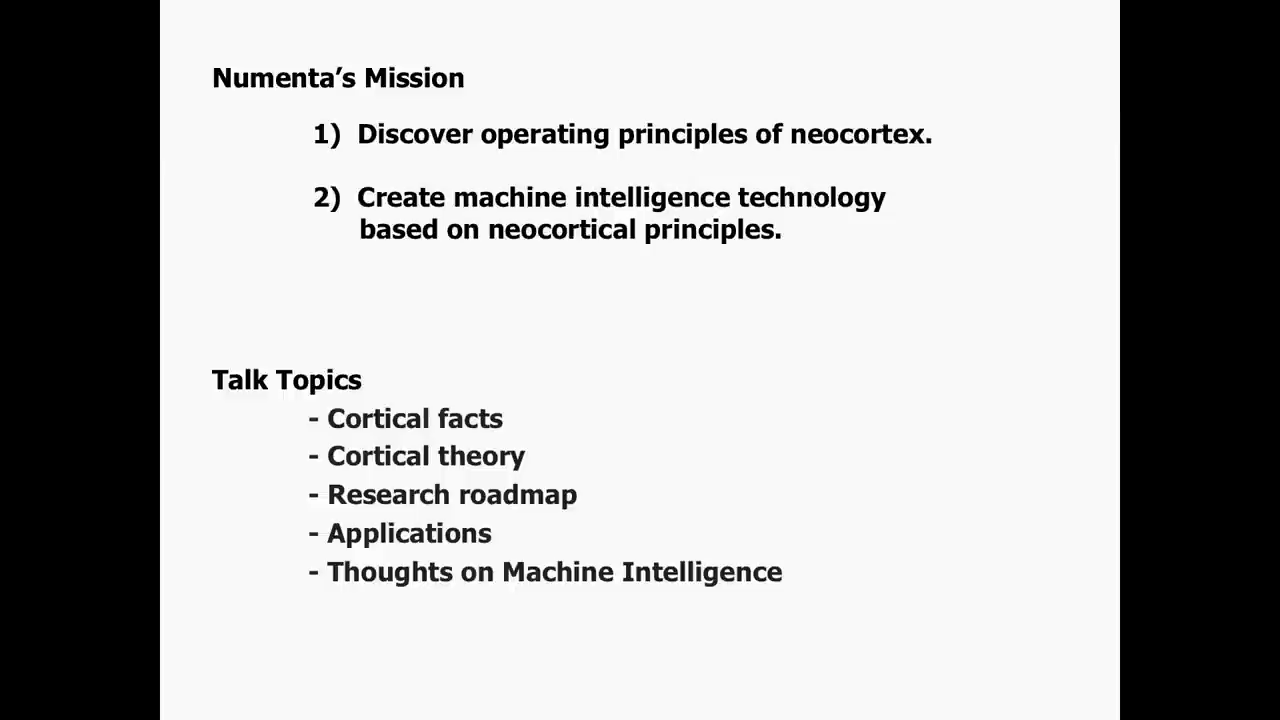 Numenta’s Mission
1) Discover operating principles of neocortex.
2) Create machine intelligence technology
based on neocortical principles.
Talk Topics
- Cortical facts
- Cortical theory
- Research roadmap
- Applications
- Thoughts on Machine Intelligence